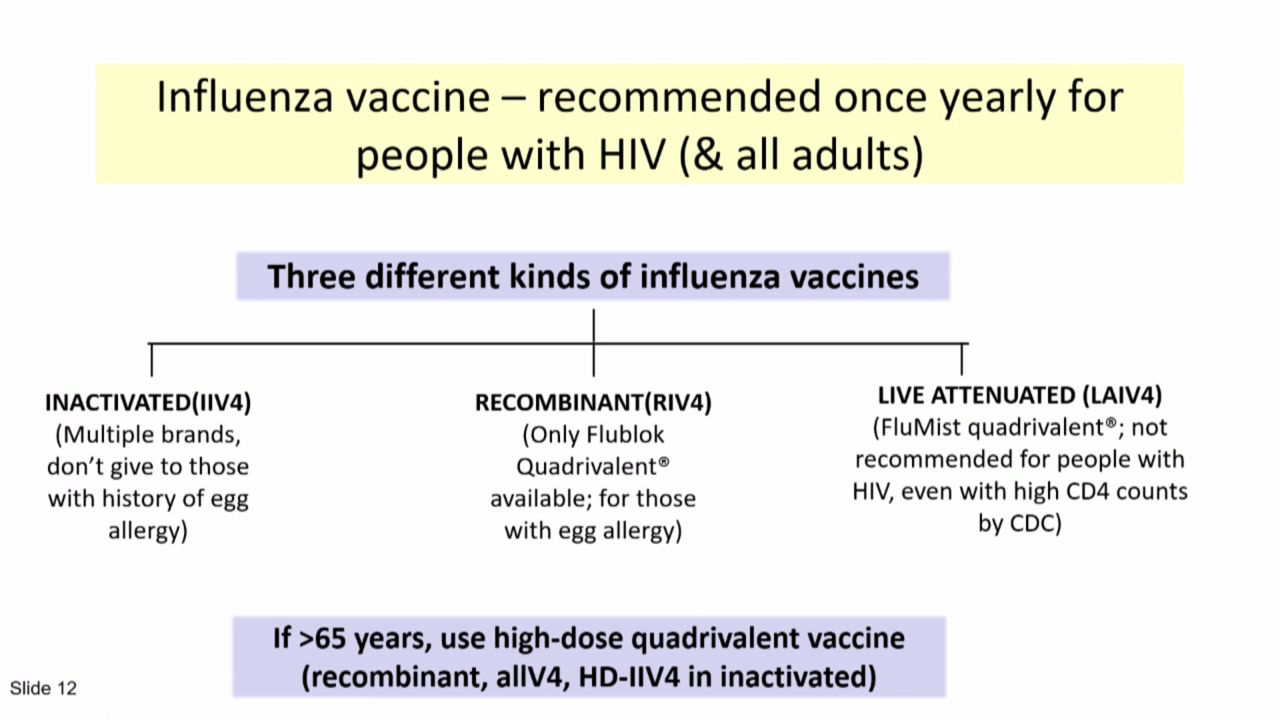 Influenza vaccine – recommended once yearly for
people with HIV (& all adults)
Three different kinds of influenza vaccines
INACTIVATED(IIV4)
(Multiple brands,
don’t give to those
with history of egg
allergy)
RECOMBINANT(RIV4)
(Only Flublok
Quadrivalent®
available; for those
with egg allergy)
LIVE ATTENUATED (LAIV4)
(FluMist quadrivalent®; not
recommended for people with
HIV, even with high CD4 counts
by CDC)
If >65 years, use high-dose quadrivalent vaccine
(recombinant, allV4, HD-IIV4 in inactivated)
Slide 12